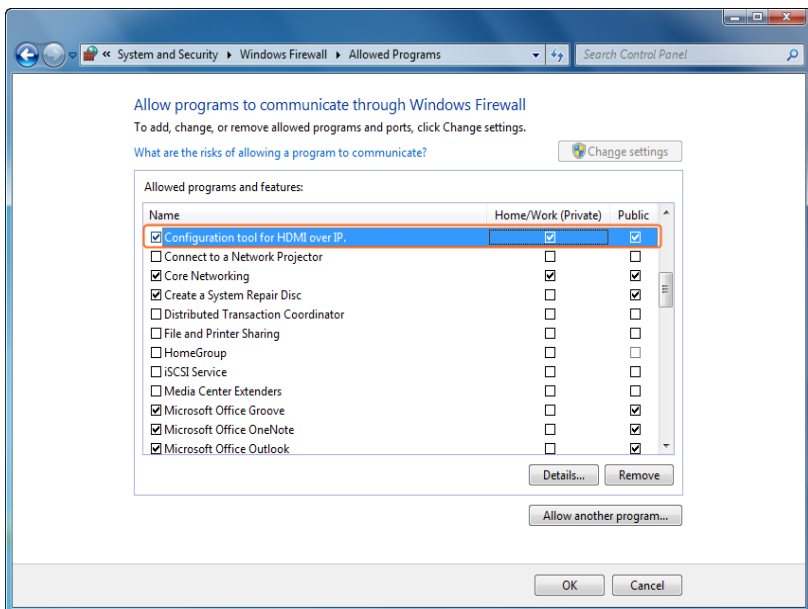 « System and Security ▸ Windows Firewall ▸ Allowed Programs Search Control Panel
Allow programs to communicate through Windows Firewall
To add, change, or remove allowed programs and ports, click Change settings.
What are the risks of allowing a program to communicate? Change settings
Allowed programs and features:
Name Home/Work (Private) Public
Configuration tool for HDMI over IP.
Connect to a Network Projector
Core Networking
Create a System Repair Disc
Distributed Transaction Coordinator
File and Printer Sharing
HomeGroup
iSCSI Service
Media Center Extenders
Microsoft Office Groove
Microsoft Office OneNote
Microsoft Office Outlook
Details... Remove
Allow another program...
OK Cancel